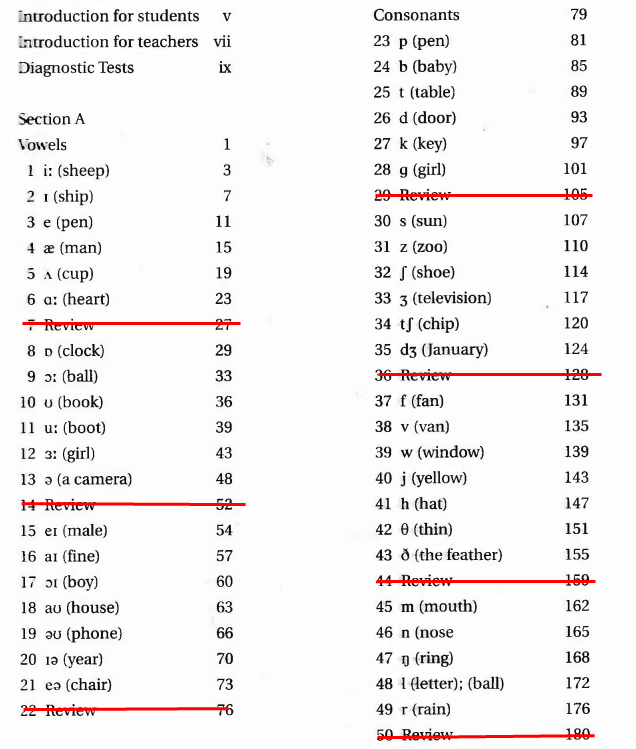 Introduction for students v
Introduction for teachers vii
Diagnostic Tests ix
Section A
Vowels 1
1 i: (sheep) 3
2 ɪ (ship) 7
3 e (pen) 11
4 æ (man) 15
5 ʌ (cup) 19
6 ɑ: (heart) 23
7 Review 27
8 ɒ (clock) 29
9 ɔ: (ball) 33
10 ʊ (book) 36
11 u: (boot) 39
12 ɜ: (girl) 43
13 ə (a camera) 48
14 Review 52
15 eɪ (male) 54
16 aɪ (fine) 57
17 ɔɪ (boy) 60
18 aʊ (house) 63
19 əʊ (phone) 66
20 ɪə (year) 70
21 eə (chair) 73
22 Review 76
Consonants 79
23 p (pen) 81
24 b (baby) 85
25 t (table) 89
26 d (door) 93
27 k (key) 97
28 g (girl) 101
29 Review 105
30 s (sun) 107
31 z (zoo) 110
32 ʃ (shoe) 114
33 ʒ (television) 117
34 tʃ (chip) 120
35 dʒ (January) 124
36 Review 128
37 f (fan) 131
38 v (van) 135
39 w (window) 139
40 j (yellow) 143
41 h (hat) 147
42 θ (thin) 151
43 ð (the feather) 155
44 Review 159
45 m (mouth) 162
46 n (nose 165
47 ŋ (ring) 168
48 l (letter); (ball) 172
49 r (rain) 176
50 Review 180